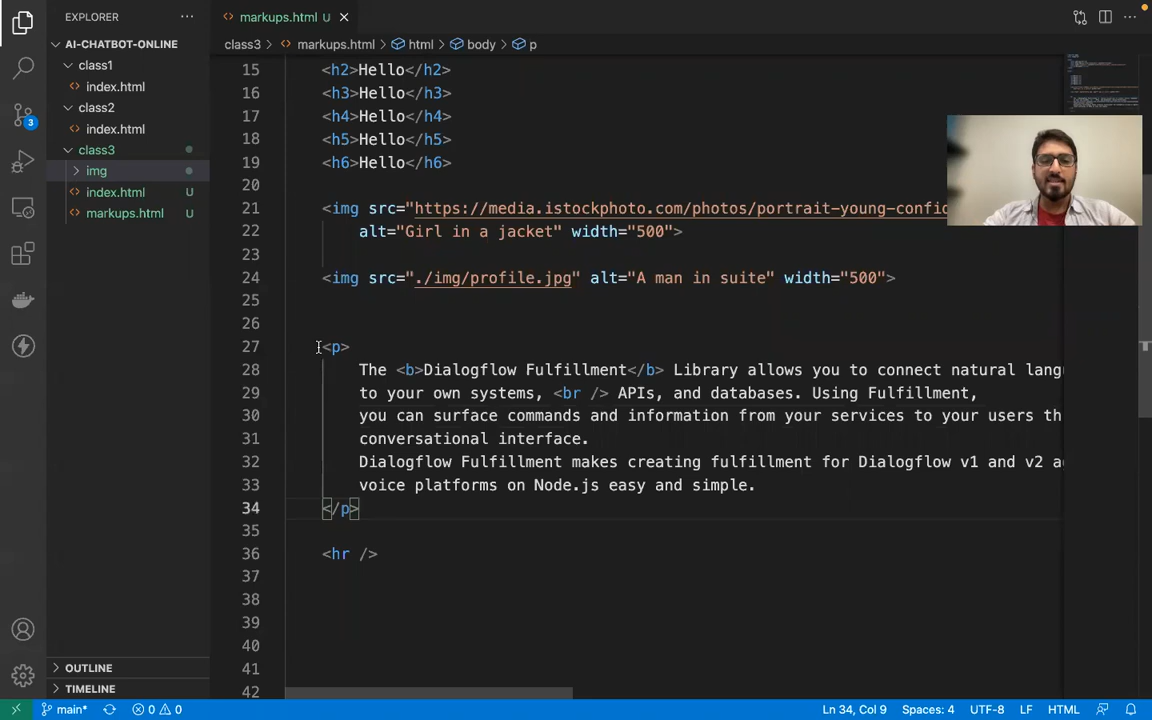 EXPLORER
AI-CHATBOT-ONLINE
class1
index.html
class2
index.html
class3
img
index.html U
markups.html U
OUTLINE
TIMELINE
3
markups.html U
class3 > markups.html > html > body > p
15 <h2>Hello</h2>
16 <h3>Hello</h3>
17 <h4>Hello</h4>
18 <h5>Hello</h5>
19 <h6>Hello</h6>
20
21 <img src="https://media.istockphoto.com/photos/portrait-young-confid
22 alt="Girl in a jacket" width="500">
23
24 <img src="./img/profile.jpg" alt="A man in suite" width="500">
25
26
27 <p>
28 The <b>Dialogflow Fulfillment</b> Library allows you to connect natural lang
29 to your own systems, <br /> APIs, and databases. Using Fulfillment,
30 you can surface commands and information from your services to your users th
31 conversational interface.
32 Dialogflow Fulfillment makes creating fulfillment for Dialogflow v1 and v2 a
33 voice platforms on Node.js easy and simple.
34 </p>
35
36 <hr />
37
38
39
40
41
42
main* 0 0 Ln 34, Col 9 Spaces: 4 UTF-8 LF HTML